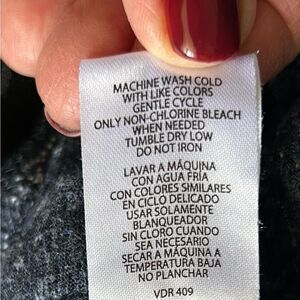 MACHINE WASH COLD
WITH LIKE COLORS
GENTLE CYCLE
ONLY NON-CHLORINE BLEACH
WHEN NEEDED
TUMBLE DRY LOW
DO NOT IRON
LAVAR A MÁQUINA
CON AGUA FRÍA
CON COLORES SIMILARES
EN CICLO DELICADO
USAR SOLAMENTE
BLANQUEADOR
SIN CLORO CUANDO
SEA NECESARIO
SECAR A MÁQUINA A
TEMPERATURA BAJA
NO PLANCHAR
VDR 409